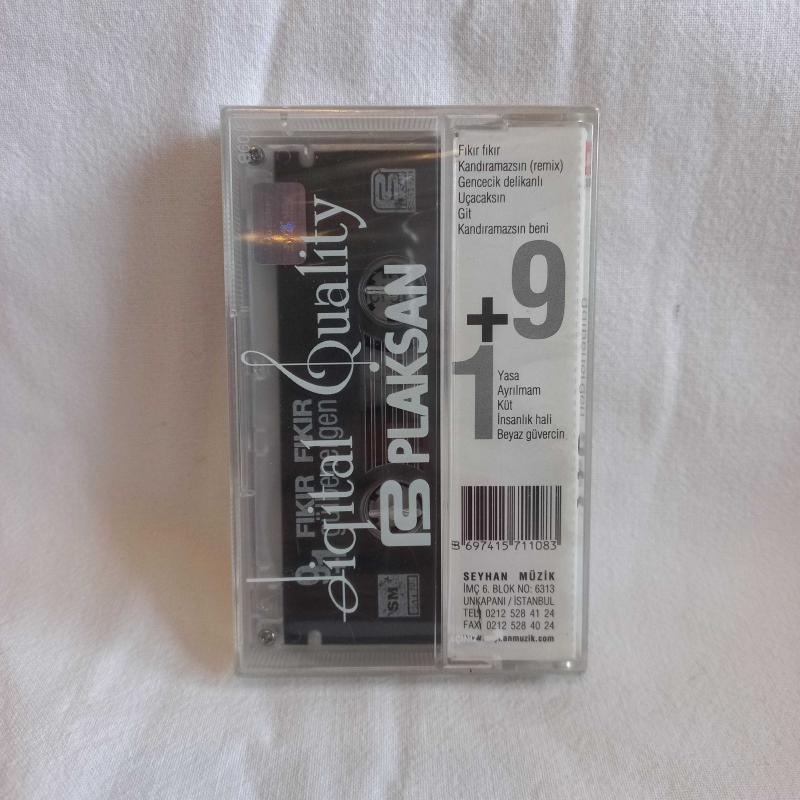 Fıkır fıkır
Kandıramazsın (remix)
Gencecik delikanlı
Uçacaksın
Git
Kandıramazsın beni
9
+
1
Yasa
Ayrılmam
Küt
İnsanlık hali
Beyaz güvercin
8 697415 711083
SEYHAN MÜZİK
İMÇ 6. BLOK NO: 6313
UNKAPANI / İSTANBUL
TEL: 0212 528 41 24
FAX: 0212 528 40 24
Digital Quality
PLAKSAN
FIKIR FIKIR
SM